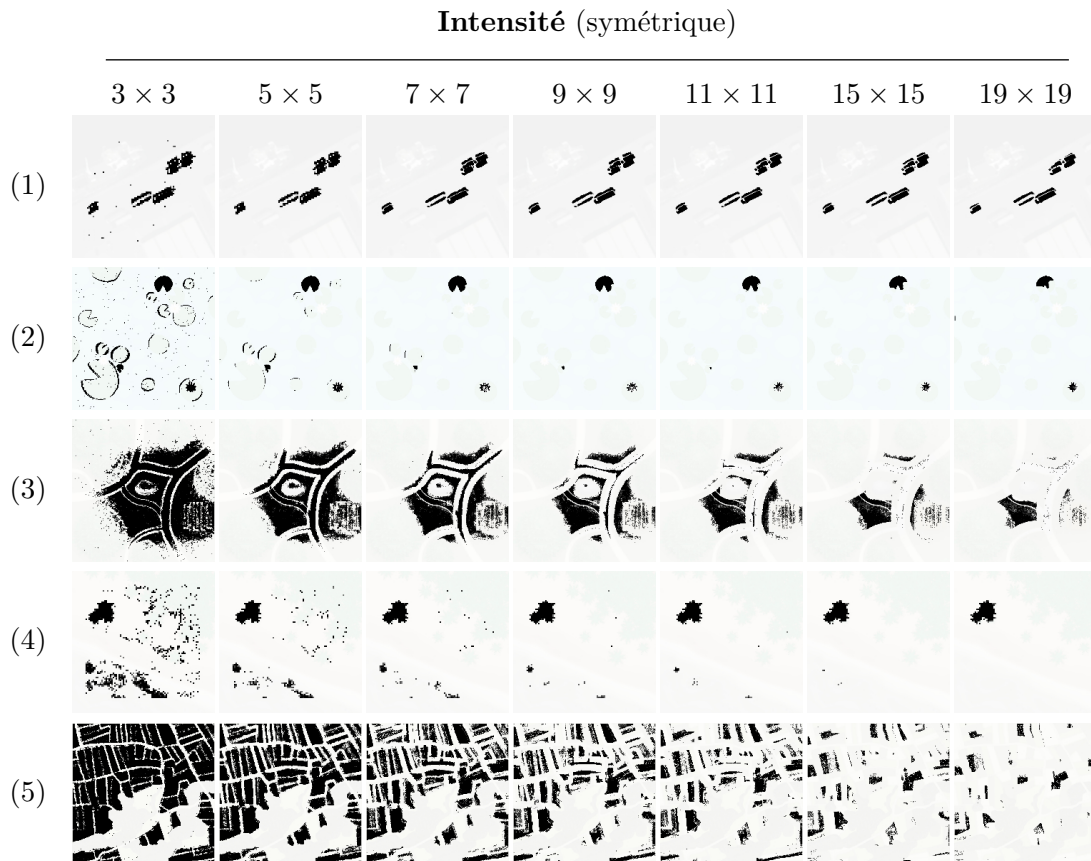 Intensité (symétrique)
3 × 3 5 × 5 7 × 7 9 × 9 11 × 11 15 × 15 19 × 19
(1)
(2)
(3)
(4)
(5)